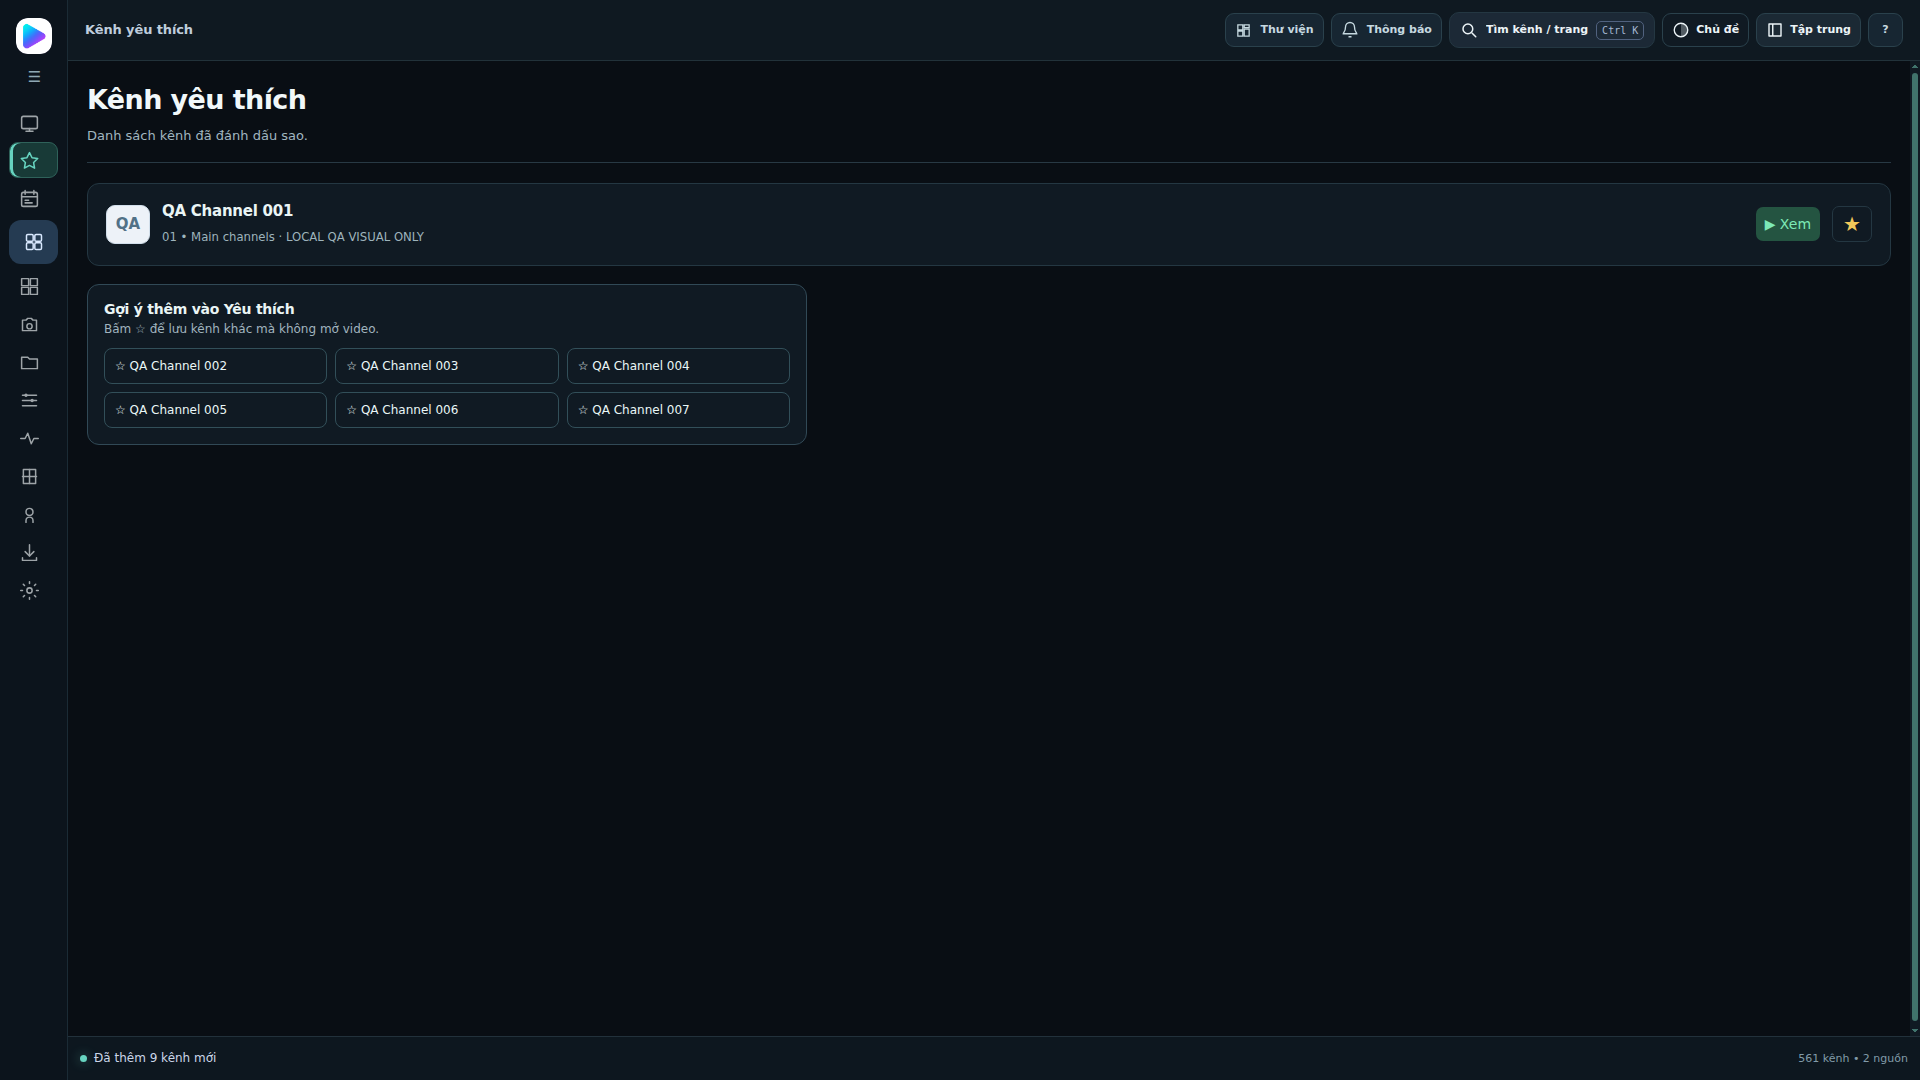 Kênh yêu thích
Thư viện
Thông báo
Tìm kênh / trang Ctrl K
Chủ đề
Tập trung
?
Kênh yêu thích
Danh sách kênh đã đánh dấu sao.
QA
QA Channel 001
01 • Main channels · LOCAL QA VISUAL ONLY
▶ Xem
★
Gợi ý thêm vào Yêu thích
Bấm ☆ để lưu kênh khác mà không mở video.
☆ QA Channel 002
☆ QA Channel 003
☆ QA Channel 004
☆ QA Channel 005
☆ QA Channel 006
☆ QA Channel 007
Đã thêm 9 kênh mới
561 kênh • 2 nguồn